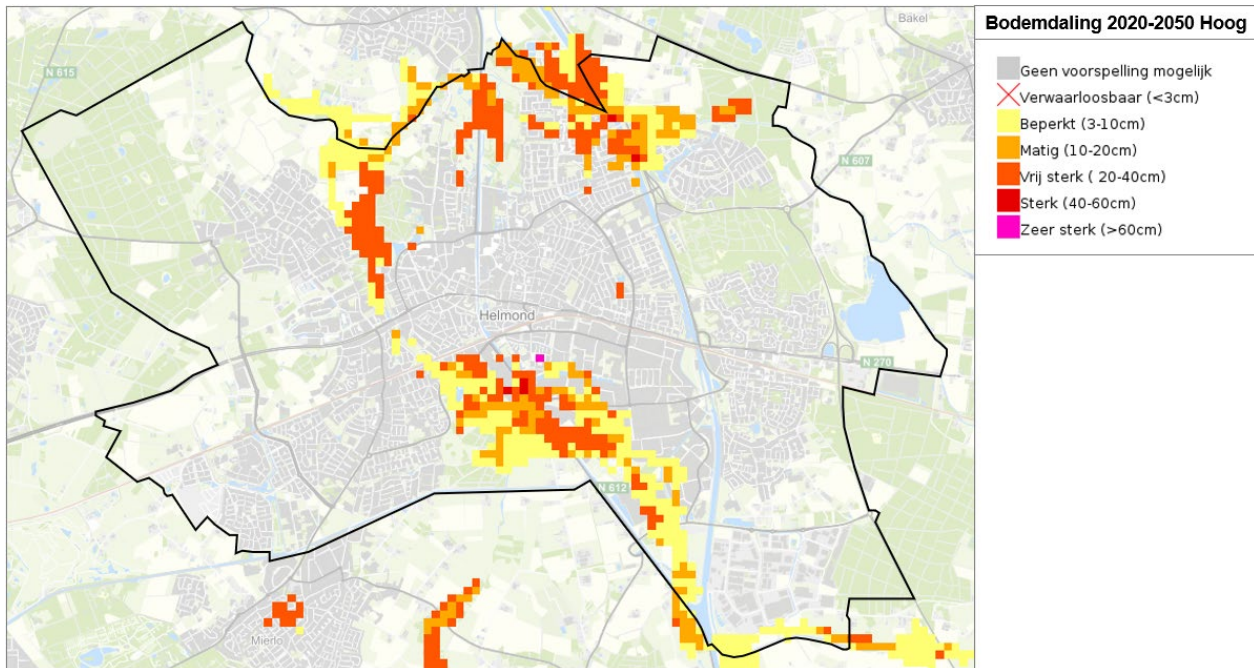 Bodemdaling 2020-2050 Hoog
Geen voorspelling mogelijk
Verwaarloosbaar (<3cm)
Beperkt (3-10cm)
Matig (10-20cm)
Vrij sterk ( 20-40cm)
Sterk (40-60cm)
Zeer sterk (>60cm)
Bakel
N 615
N 607
Helmond
N 270
N 612
Mierlo